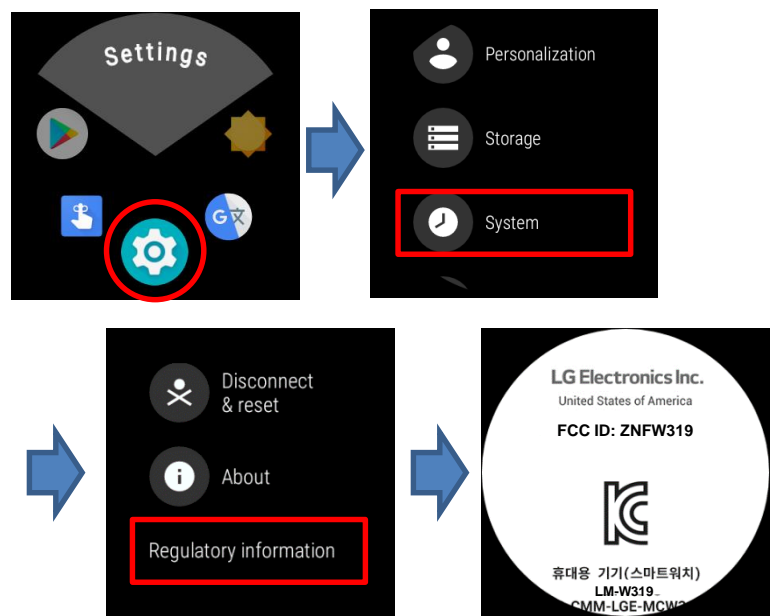 Settings
Personalization
Storage
System
Disconnect
& reset
About
Regulatory information
LG Electronics Inc.
United States of America
FCC ID: ZNFW319
휴대용 기기(스마트워치)
LM-W319